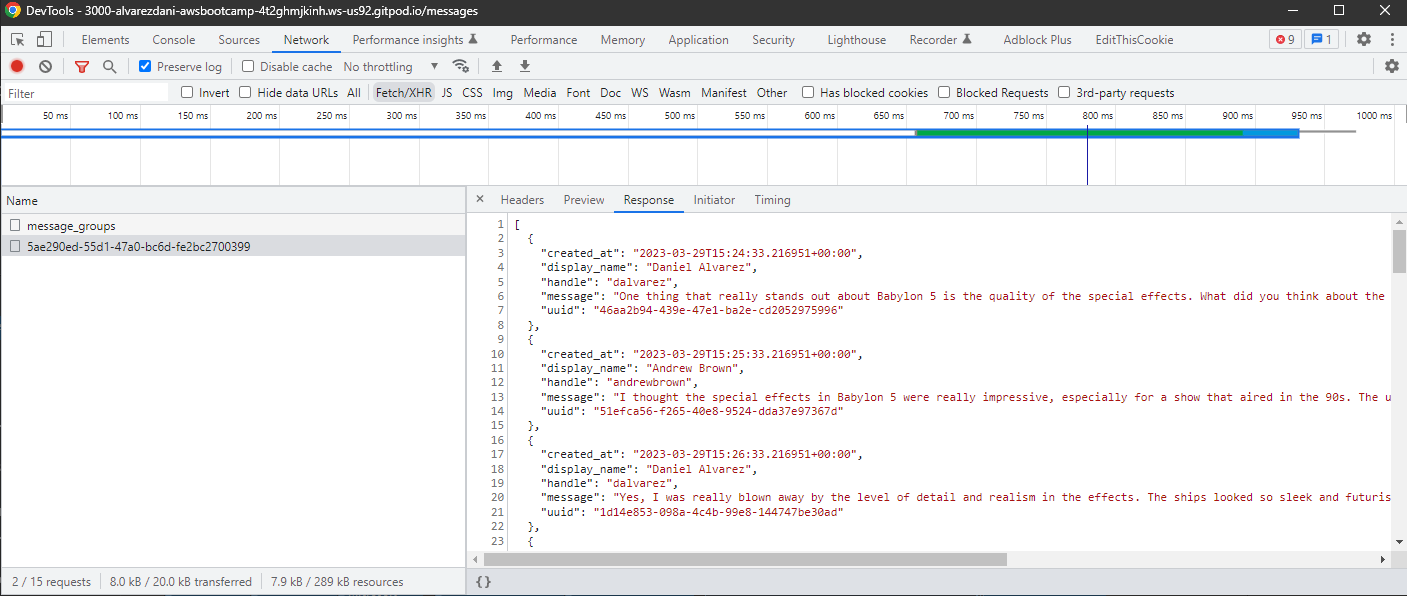 DevTools - 3000-alvarezdani-awsbootcamp-4t2ghmjkinh.ws-us92.gitpod.io/messages
Elements Console Sources Network Performance insights Performance Memory Application Security Lighthouse Recorder Adblock Plus EditThisCookie 9 1
Preserve log Disable cache No throttling
Filter Invert Hide data URLs All Fetch/XHR JS CSS Img Media Font Doc WS Wasm Manifest Other Has blocked cookies Blocked Requests 3rd-party requests
50 ms 100 ms 150 ms 200 ms 250 ms 300 ms 350 ms 400 ms 450 ms 500 ms 550 ms 600 ms 650 ms 700 ms 750 ms 800 ms 850 ms 900 ms 950 ms 1000 ms
Name
message_groups
5ae290ed-55d1-47a0-bc6d-fe2bc2700399
2 / 15 requests 8.0 kB / 20.0 kB transferred 7.9 kB / 289 kB resources
× Headers Preview Response Initiator Timing
1 [
2 {
3 "created_at": "2023-03-29T15:24:33.216951+00:00",
4 "display_name": "Daniel Alvarez",
5 "handle": "dalvarez",
6 "message": "One thing that really stands out about Babylon 5 is the quality of the special effects. What did you think about the
7 "uuid": "46aa2b94-439e-47e1-ba2e-cd2052975996"
8 },
9 {
10 "created_at": "2023-03-29T15:25:33.216951+00:00",
11 "display_name": "Andrew Brown",
12 "handle": "andrewbrown",
13 "message": "I thought the special effects in Babylon 5 were really impressive, especially for a show that aired in the 90s. The u
14 "uuid": "51efca56-f265-40e8-9524-dda37e97367d"
15 },
16 {
17 "created_at": "2023-03-29T15:26:33.216951+00:00",
18 "display_name": "Daniel Alvarez",
19 "handle": "dalvarez",
20 "message": "Yes, I was really blown away by the level of detail and realism in the effects. The ships looked so sleek and futuris
21 "uuid": "1d14e853-098a-4c4b-99e8-144747be30ad"
22 },
23 {
{}